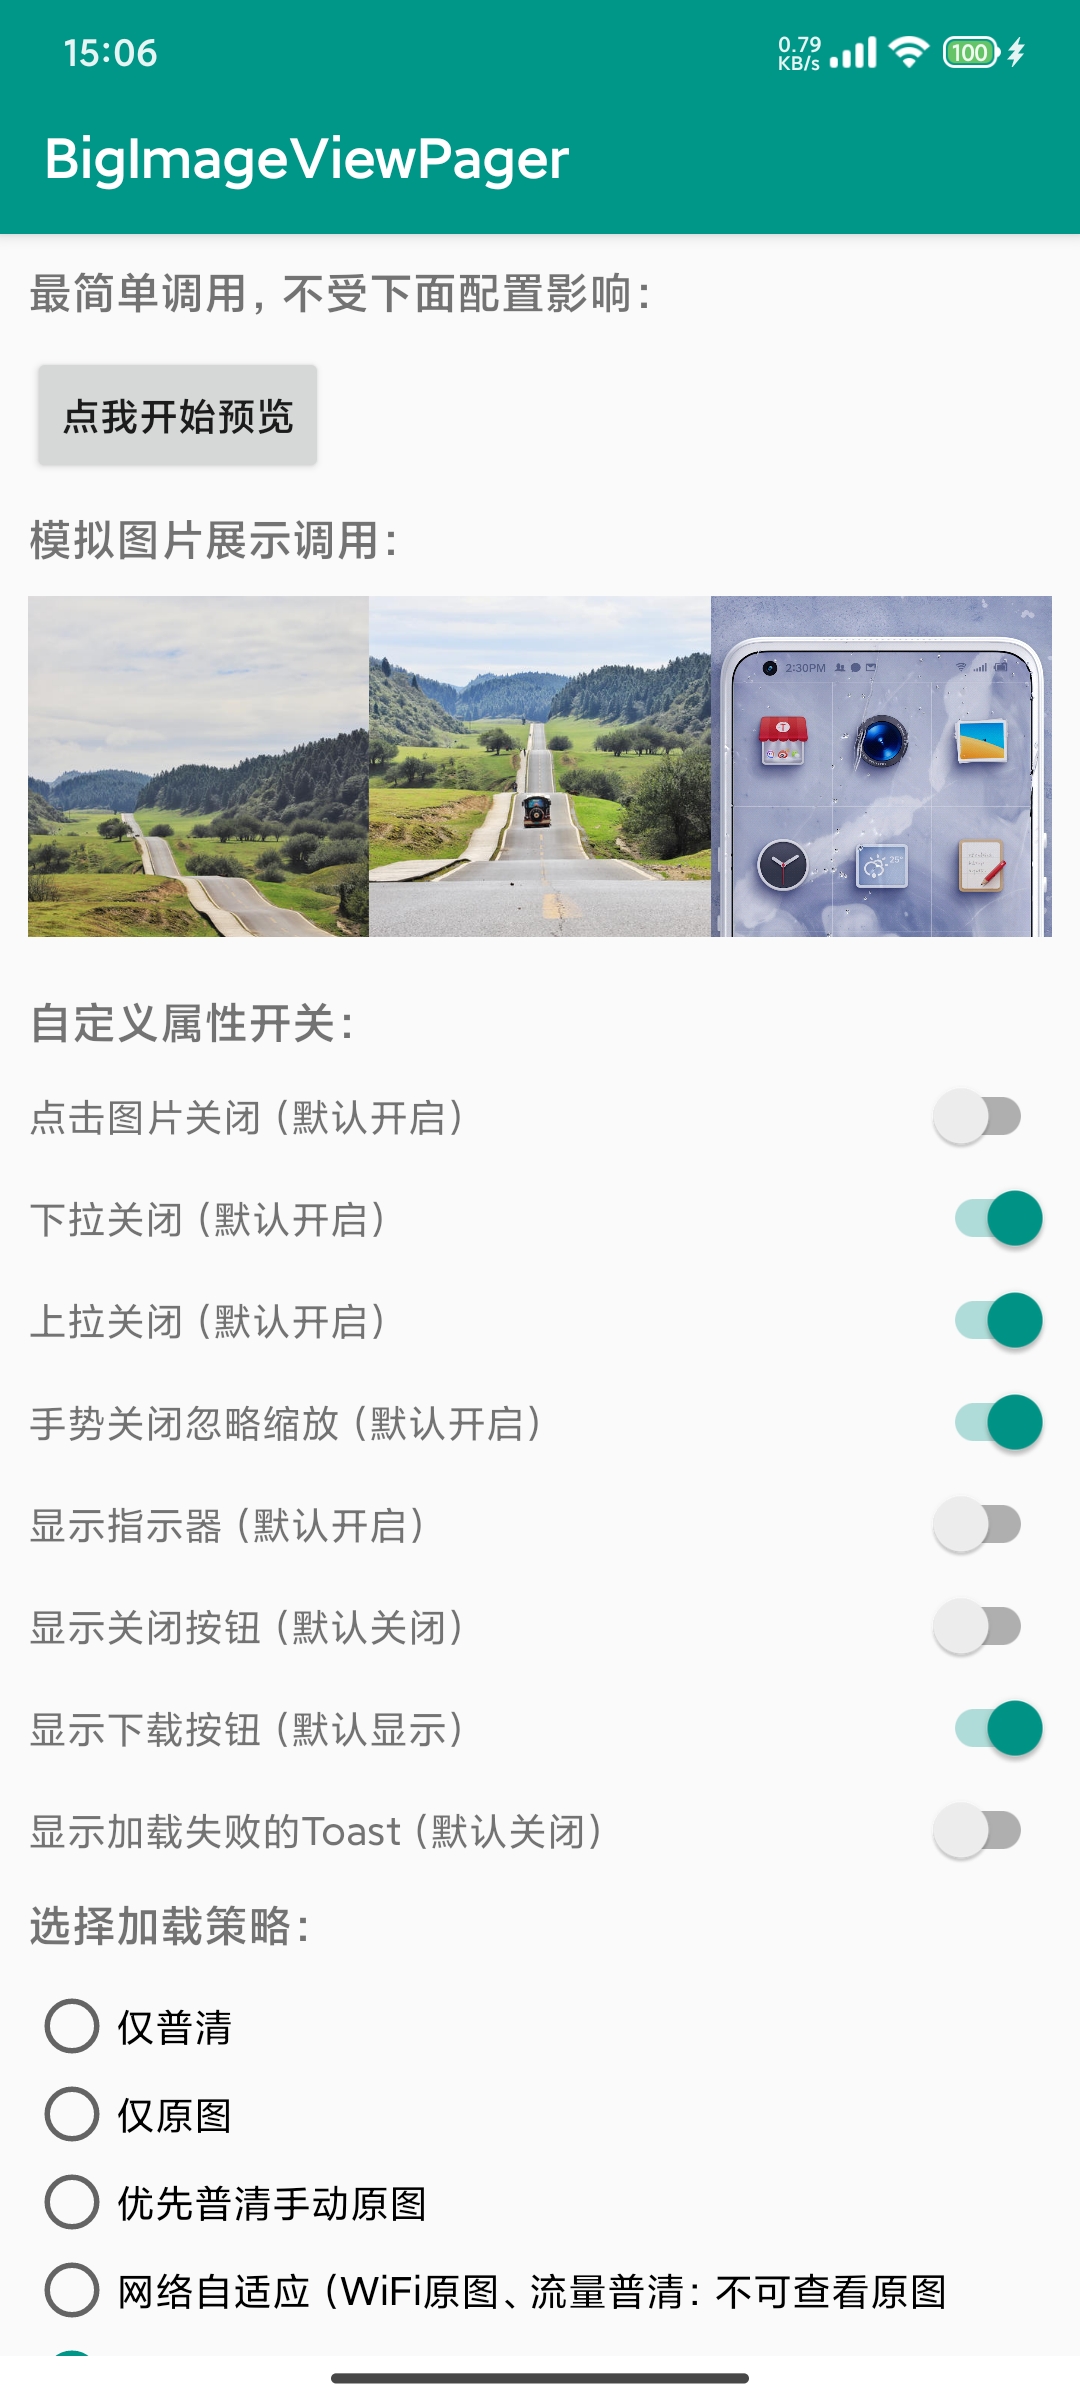 15:06
0.79
KB/s
100
BigImageViewPager
最简单调用, 不受下面配置影响:
点我开始预览
模拟图片展示调用:
2:30PM
25°
自定义属性开关:
点击图片关闭 (默认开启)
下拉关闭 (默认开启)
上拉关闭 (默认开启)
手势关闭忽略缩放 (默认开启)
显示指示器 (默认开启)
显示关闭按钮 (默认关闭)
显示下载按钮 (默认显示)
显示加载失败的Toast (默认关闭)
选择加载策略:
仅普清
仅原图
优先普清手动原图
网络自适应 (WiFi原图、流量普清: 不可查看原图